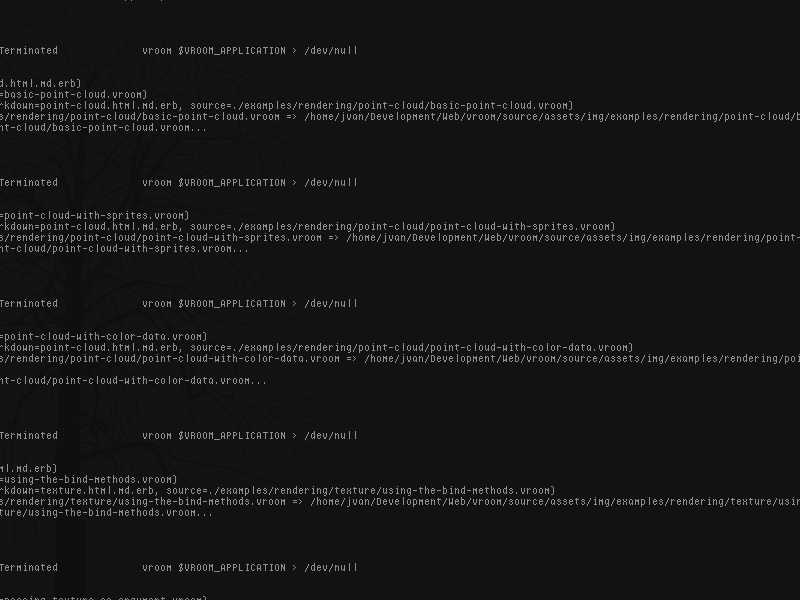 Terminated vroom $VROOM_APPLICATION > /dev/null
d.html.md.erb)
=basic-point-cloud.vroom)
rkdown=point-cloud.html.md.erb, source=./examples/rendering/point-cloud/basic-point-cloud.vroom)
s/rendering/point-cloud/basic-point-cloud.vroom => /home/jvan/Development/Web/vroom/source/assets/img/examples/rendering/point-cloud/b
nt-cloud/basic-point-cloud.vroom...
Terminated vroom $VROOM_APPLICATION > /dev/null
=point-cloud-with-sprites.vroom)
rkdown=point-cloud.html.md.erb, source=./examples/rendering/point-cloud/point-cloud-with-sprites.vroom)
s/rendering/point-cloud/point-cloud-with-sprites.vroom => /home/jvan/Development/Web/vroom/source/assets/img/examples/rendering/point-
nt-cloud/point-cloud-with-sprites.vroom...
Terminated vroom $VROOM_APPLICATION > /dev/null
=point-cloud-with-color-data.vroom)
rkdown=point-cloud.html.md.erb, source=./examples/rendering/point-cloud/point-cloud-with-color-data.vroom)
s/rendering/point-cloud/point-cloud-with-color-data.vroom => /home/jvan/Development/Web/vroom/source/assets/img/examples/rendering/poi
nt-cloud/point-cloud-with-color-data.vroom...
Terminated vroom $VROOM_APPLICATION > /dev/null
ml.md.erb)
=using-the-bind-methods.vroom)
rkdown=texture.html.md.erb, source=./examples/rendering/texture/using-the-bind-methods.vroom)
s/rendering/texture/using-the-bind-methods.vroom => /home/jvan/Development/Web/vroom/source/assets/img/examples/rendering/texture/usin
ture/using-the-bind-methods.vroom...
Terminated vroom $VROOM_APPLICATION > /dev/null